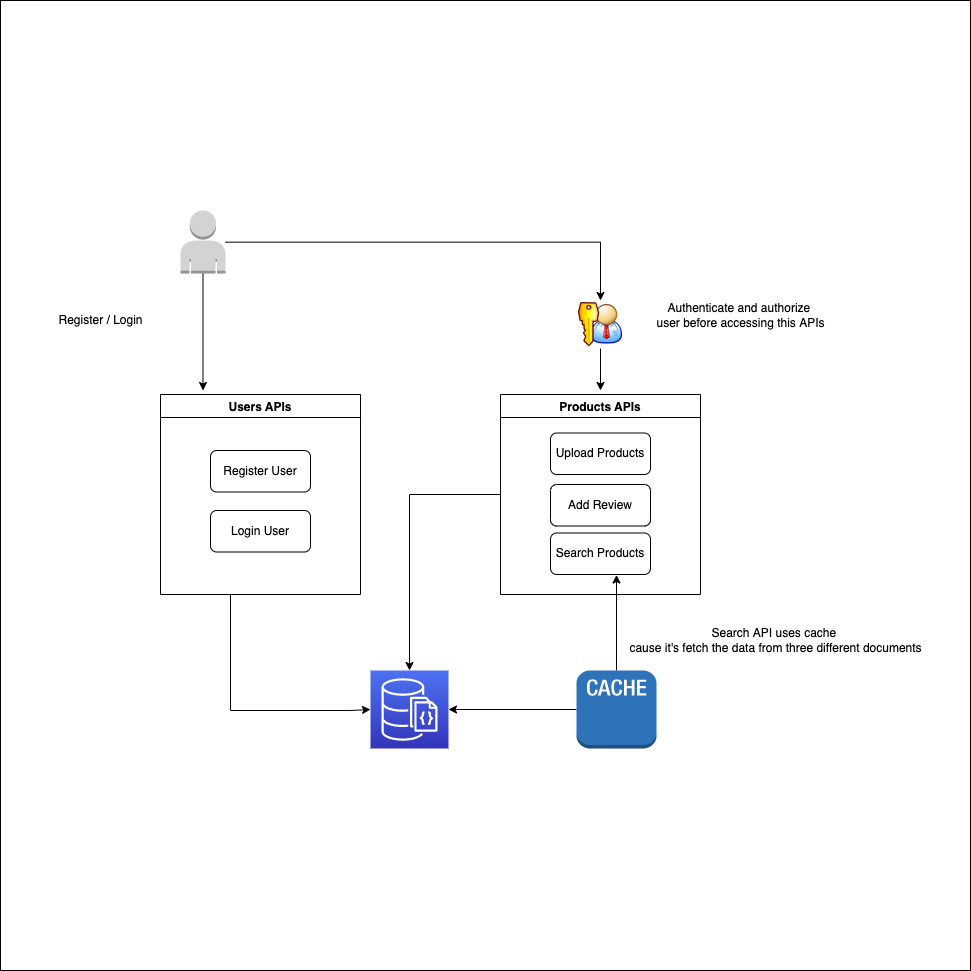 Register / Login
Authenticate and authorize
user before accessing this APIs
Users APIs
Register User
Login User
Products APIs
Upload Products
Add Review
Search Products
Search API uses cache
cause it's fetch the data from three different documents
{}
CACHE